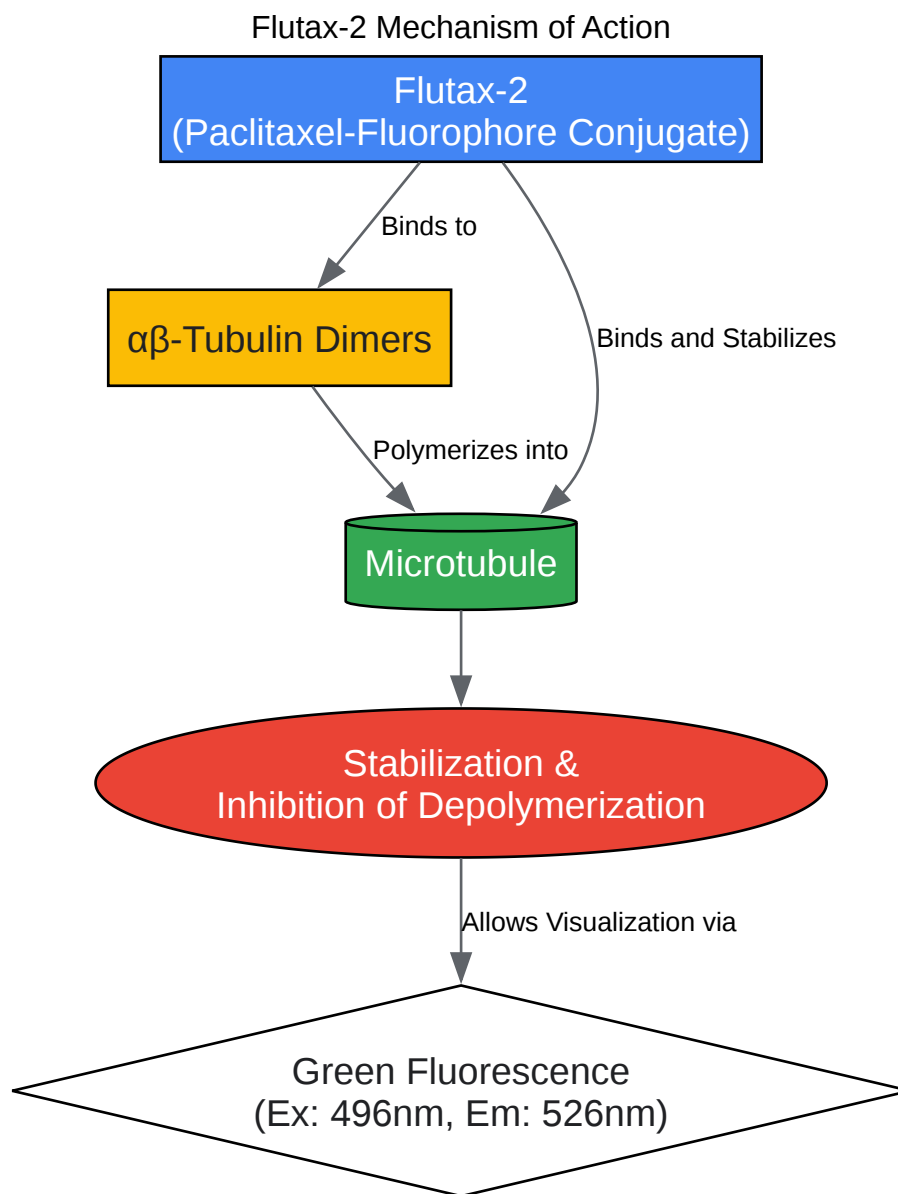 Flutax-2 Mechanism of Action
Flutax-2
(Paclitaxel-Fluorophore Conjugate)
Binds to
αβ-Tubulin Dimers
Binds and Stabilizes
Polymerizes into
Microtubule
Stabilization &
Inhibition of Depolymerization
Allows Visualization via
Green Fluorescence
(Ex: 496nm, Em: 526nm)